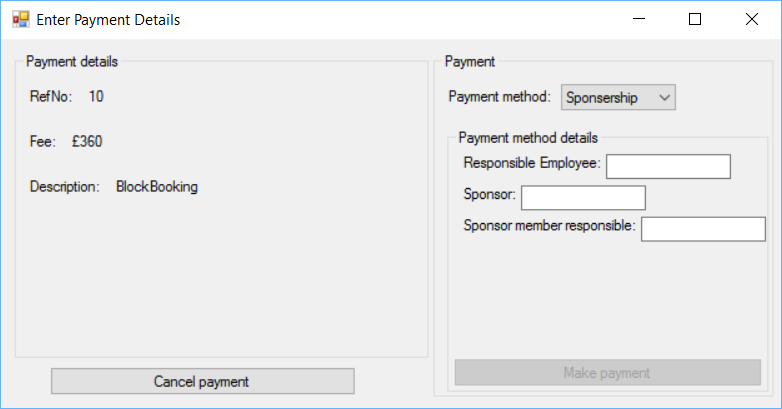 Enter Payment Details
Payment details
RefNo: 10
Fee: £360
Description: BlockBooking
Cancel payment
Payment
Payment method: Sponsership
Payment method details
Responsible Employee:
Sponsor:
Sponsor member responsible:
Make payment